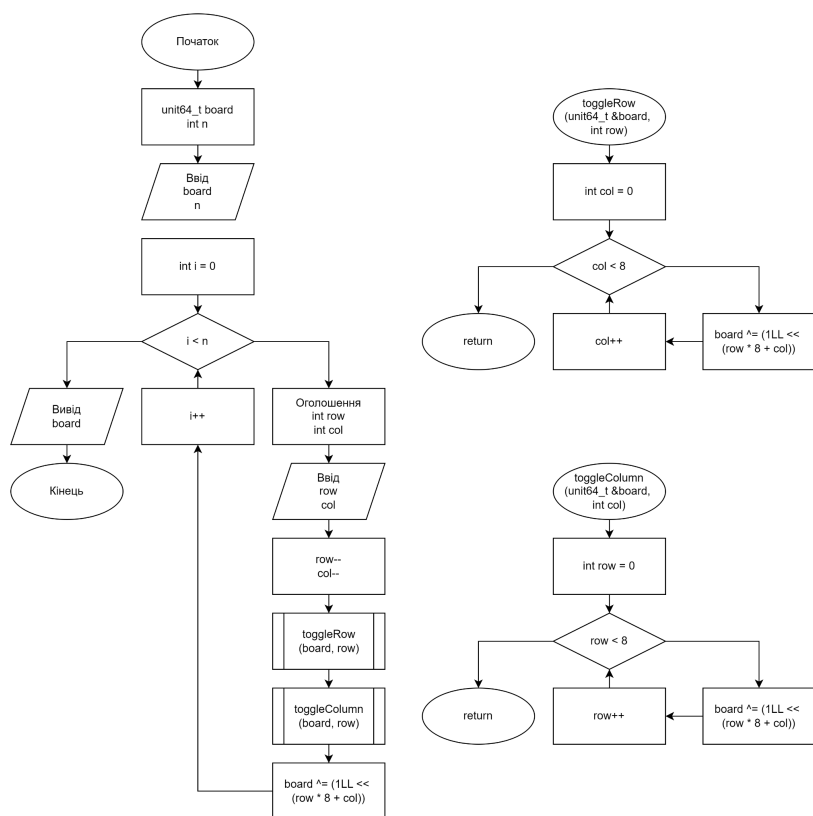 Початок
unit64_t board
int n
Ввід
board
n
int i = 0
i < n
Вивід
board
Кінець
i++
Оголошення
int row
int col
Ввід
row
col
row--
col--
toggleRow
(board, row)
toggleColumn
(board, row)
board ^= (1LL <<
(row * 8 + col))
toggleRow
(unit64_t &board,
int row)
int col = 0
col < 8
return
col++
board ^= (1LL <<
(row * 8 + col))
toggleColumn
(unit64_t &board,
int col)
int row = 0
row < 8
return
row++
board ^= (1LL <<
(row * 8 + col))